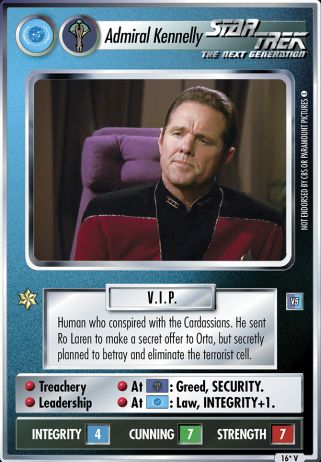 Admiral Kennelly
STAR TREK
THE NEXT GENERATION
NOT ENDORSED BY CBS OR PARAMOUNT PICTURES
V.I.P.
VS
Human who conspired with the Cardassians. He sent
Ro Laren to make a secret offer to Orta, but secretly
planned to betray and eliminate the terrorist cell.
Treachery
At : Greed, SECURITY.
Leadership
At : Law, INTEGRITY+1.
INTEGRITY 4 CUNNING 7 STRENGTH 7
16* V